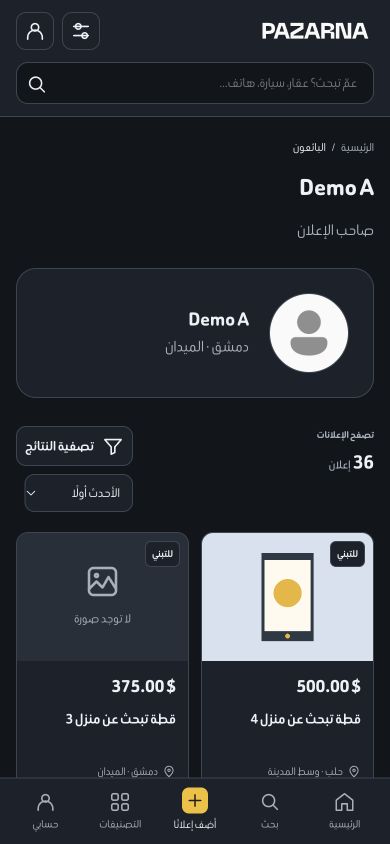 PAZARNA
عمّ تبحث؟ عقار، سيارة، هاتف...
الرئيسية / البائعون
Demo A
صاحب الإعلان
Demo A
دمشق · الميدان
تصفح الإعلانات
36 إعلان
تصفية النتائج
الأحدث أولًا
للتبني
500.00 $
قطة تبحث عن منزل 4
حلب · وسط المدينة
للتبني
لا توجد صورة
375.00 $
قطة تبحث عن منزل 3
دمشق · الميدان
الرئيسية
بحث
أضف إعلانًا
التصنيفات
حسابي